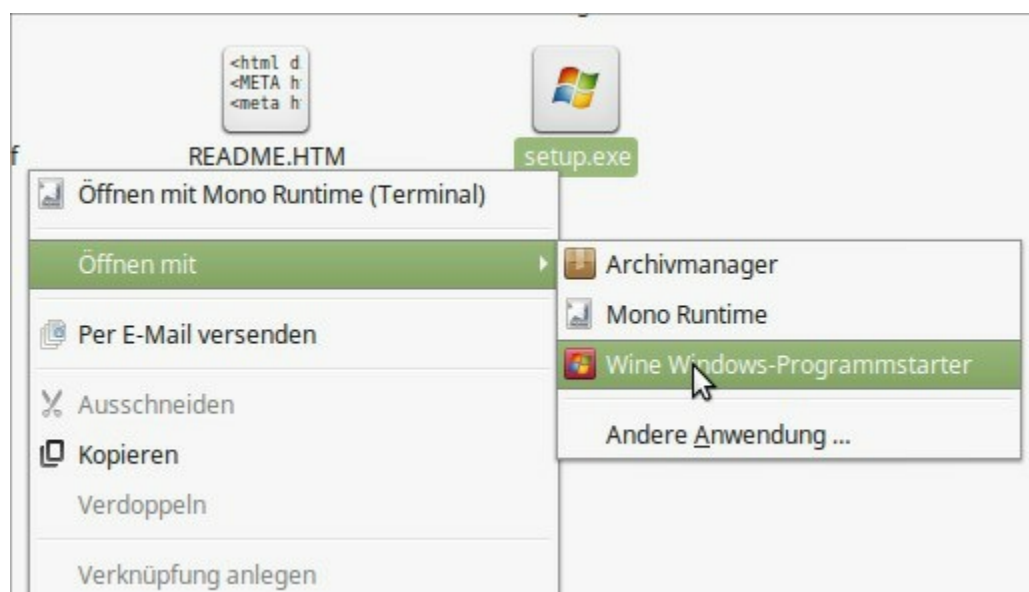 <html d
<META h
<meta h
f
README.HTM
setup.exe
Öffnen mit Mono Runtime (Terminal)
Öffnen mit
Archivmanager
Mono Runtime
Per E-Mail versenden
Wine Windows-Programmstarter
Ausschneiden
Andere Anwendung ...
Kopieren
Verdoppeln
Verknüpfung anlegen